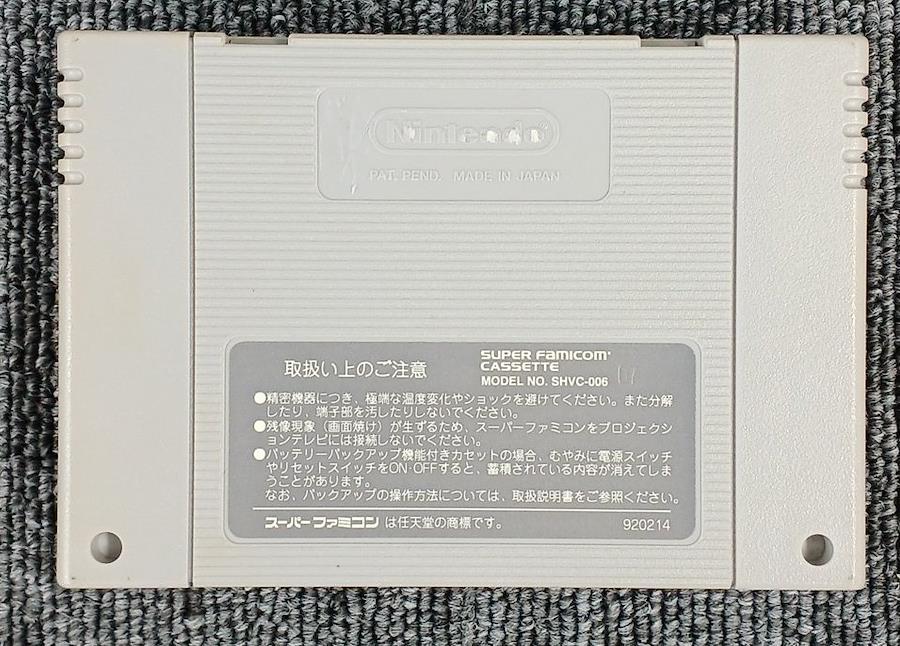 Nintendo®
PAT. PEND. MADE IN JAPAN
取扱い上のご注意
SUPER FAMICOM
CASSETTE
MODEL NO. SHVC-006
●精密機器につき、極端な温度変化やショックを避けてください。また分解
したり、端子部を汚したりしないでください。
●残像現象（画面焼け）が生ずるため、スーパーファミコンをプロジェクシ
ョンテレビには接続しないでください。
●バッテリーバックアップ機能付きカセットの場合、むやみに電源スイッチ
やリセットスイッチをON・OFFすると、蓄積されている内容が消えてしま
うことがあります。
なお、バックアップの操作方法については、取扱説明書をご参照ください。
スーパーファミコンは任天堂の商標です。
920214